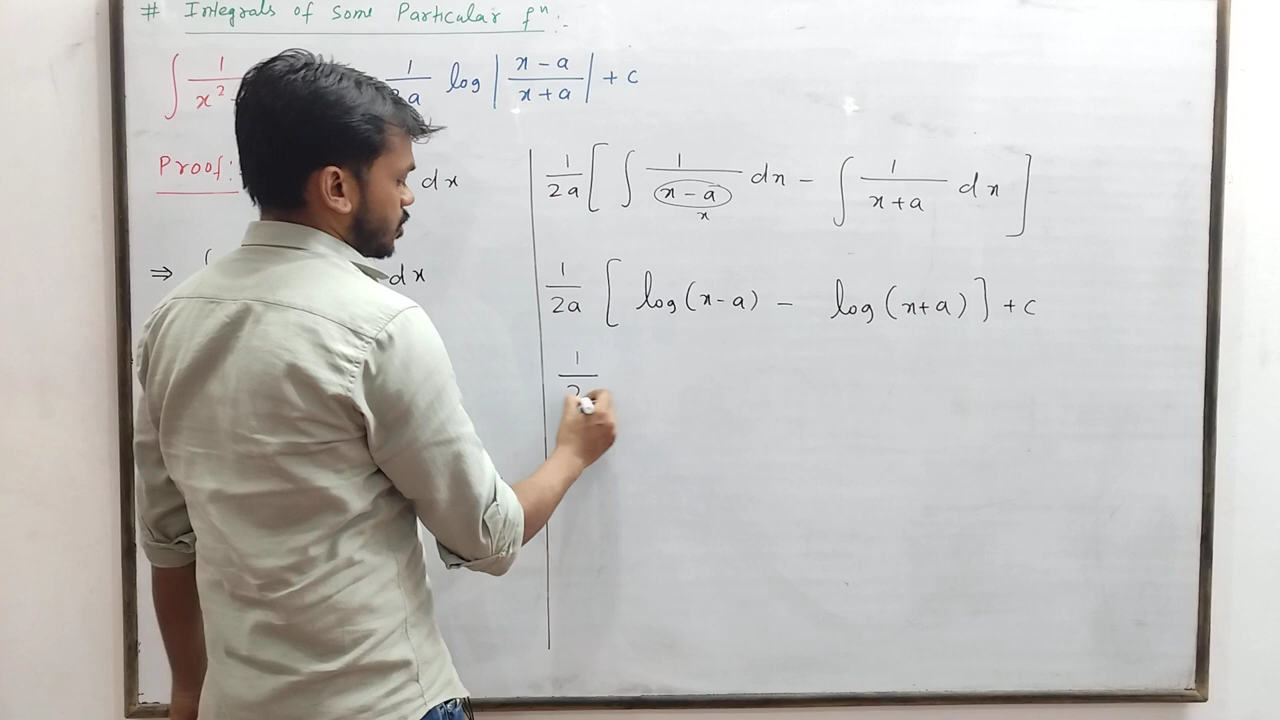 # Integrals of Some Particular fⁿ:-
∫ 1/x² 1/2a log |x-a/x+a| + c
Proof: dx
⇒ dx
1/2a [ ∫ 1/x-a dx - ∫ 1/x+a dx ]
x
1/2a [ log(x-a) - log(x+a) ] + c
1/2